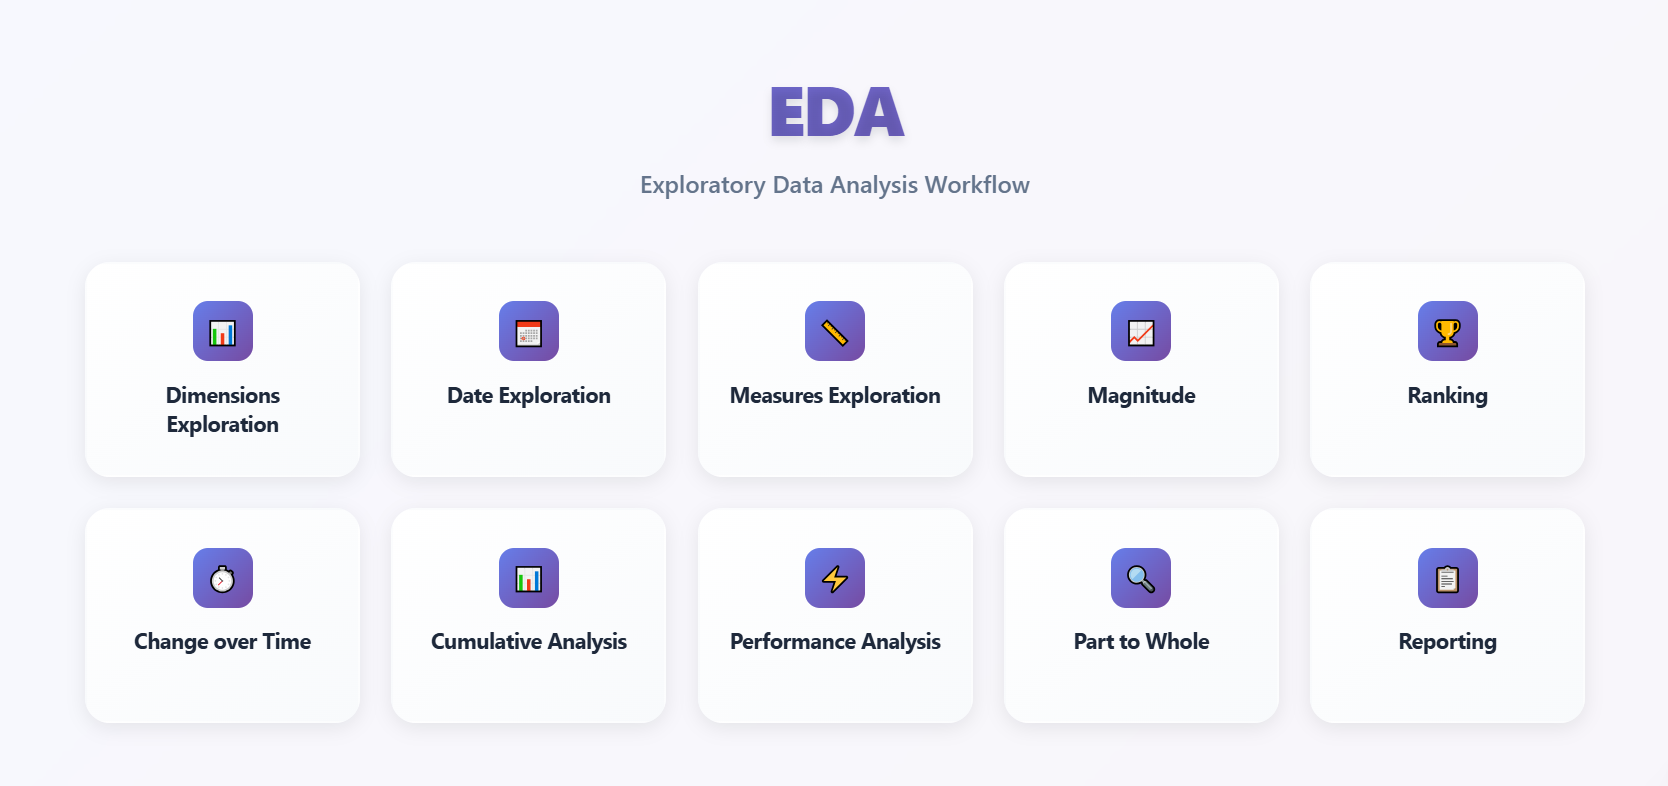 EDA
Exploratory Data Analysis Workflow
Dimensions
Exploration
Date Exploration
Measures Exploration
Magnitude
Ranking
Change over Time
Cumulative Analysis
Performance Analysis
Part to Whole
Reporting